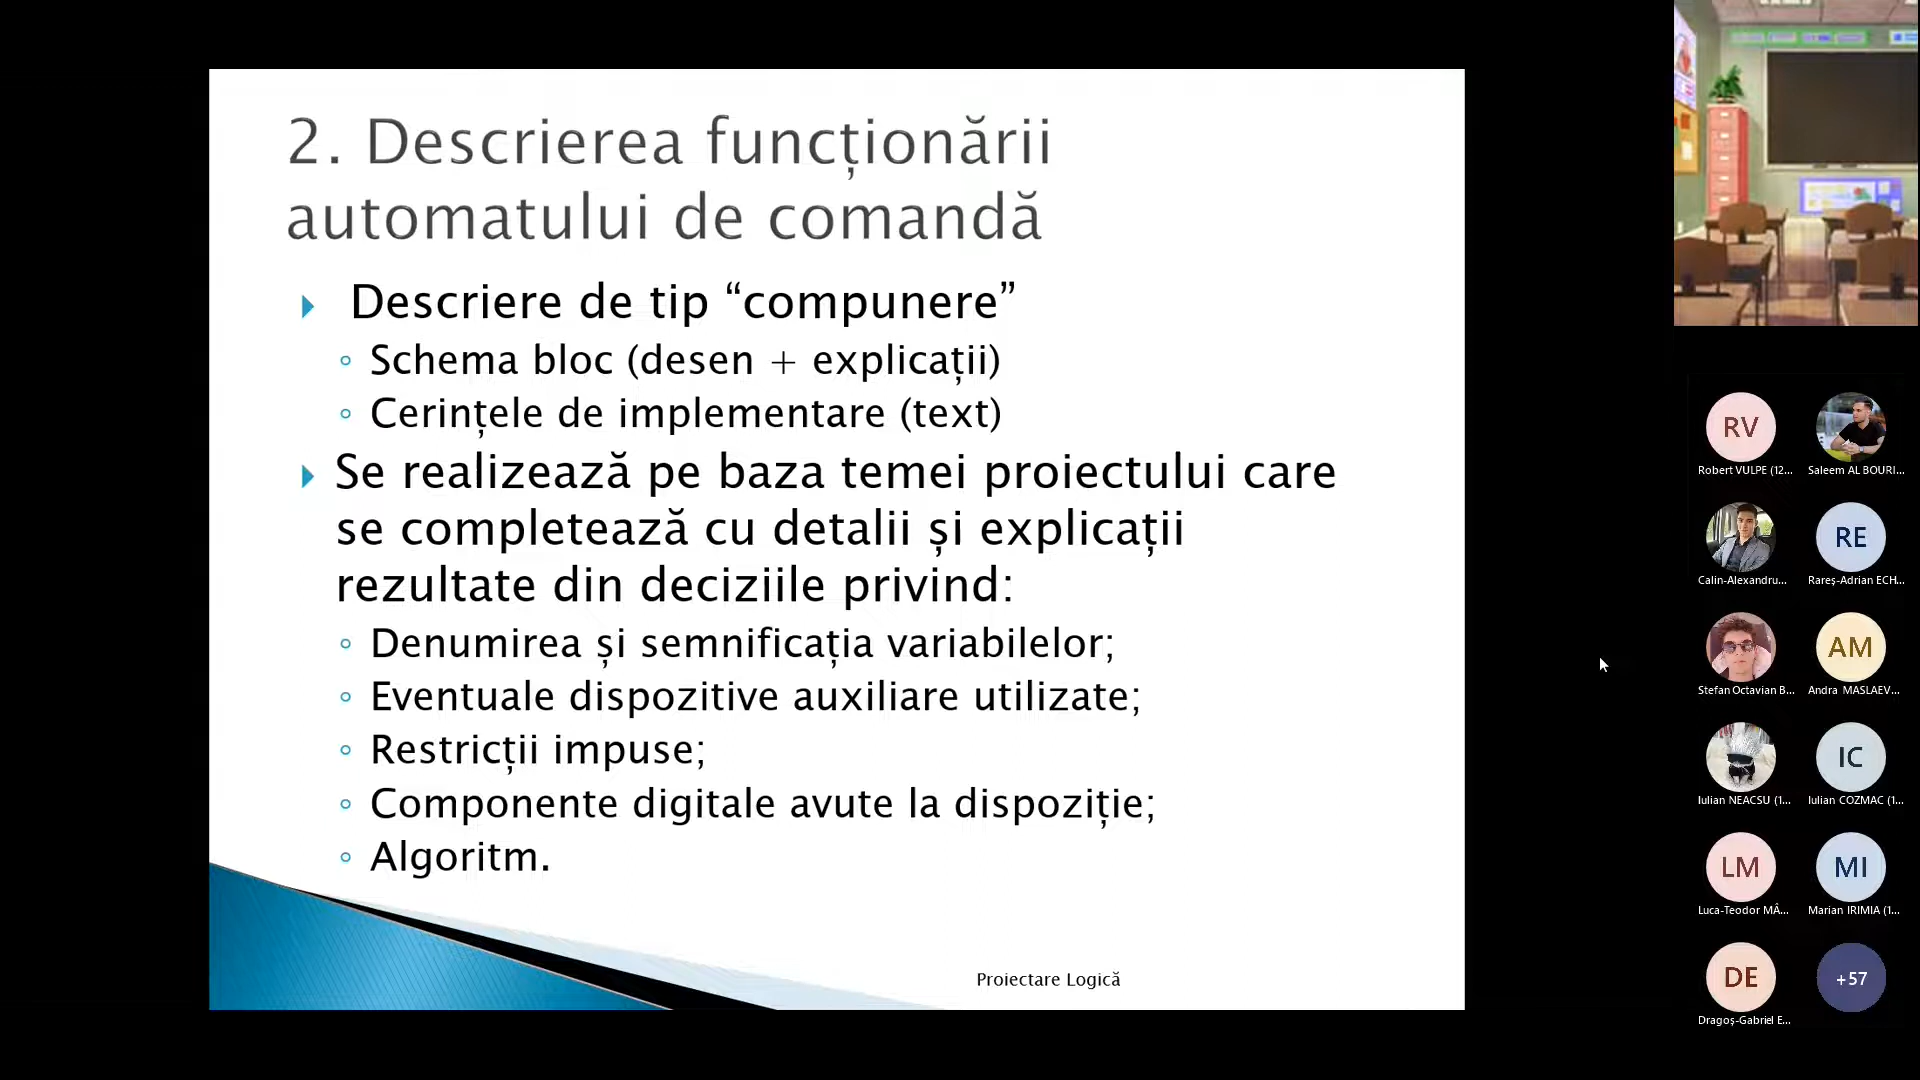 2. Descrierea funcționării
automatului de comandă
Descriere de tip “compunere”
Schema bloc (desen + explicații)
Cerințele de implementare (text)
Se realizează pe baza temei proiectului care
se completează cu detalii și explicații
rezultate din deciziile privind:
Denumirea și semnificația variabilelor;
Eventuale dispozitive auxiliare utilizate;
Restricții impuse;
Componente digitale avute la dispoziție;
Algoritm.
Proiectare Logică
RV
Robert VULPE (12...
Saleem AL BOURI...
Calin-Alexandru...
RE
Rareș-Adrian ECH...
Stefan Octavian B...
AM
Andra MASLAEV...
Iulian NEACSU (1...
IC
Iulian COZMAC (1...
LM
Luca-Teodor MÂ...
MI
Marian IRIMIA (1...
DE
Dragoș-Gabriel E...
+57